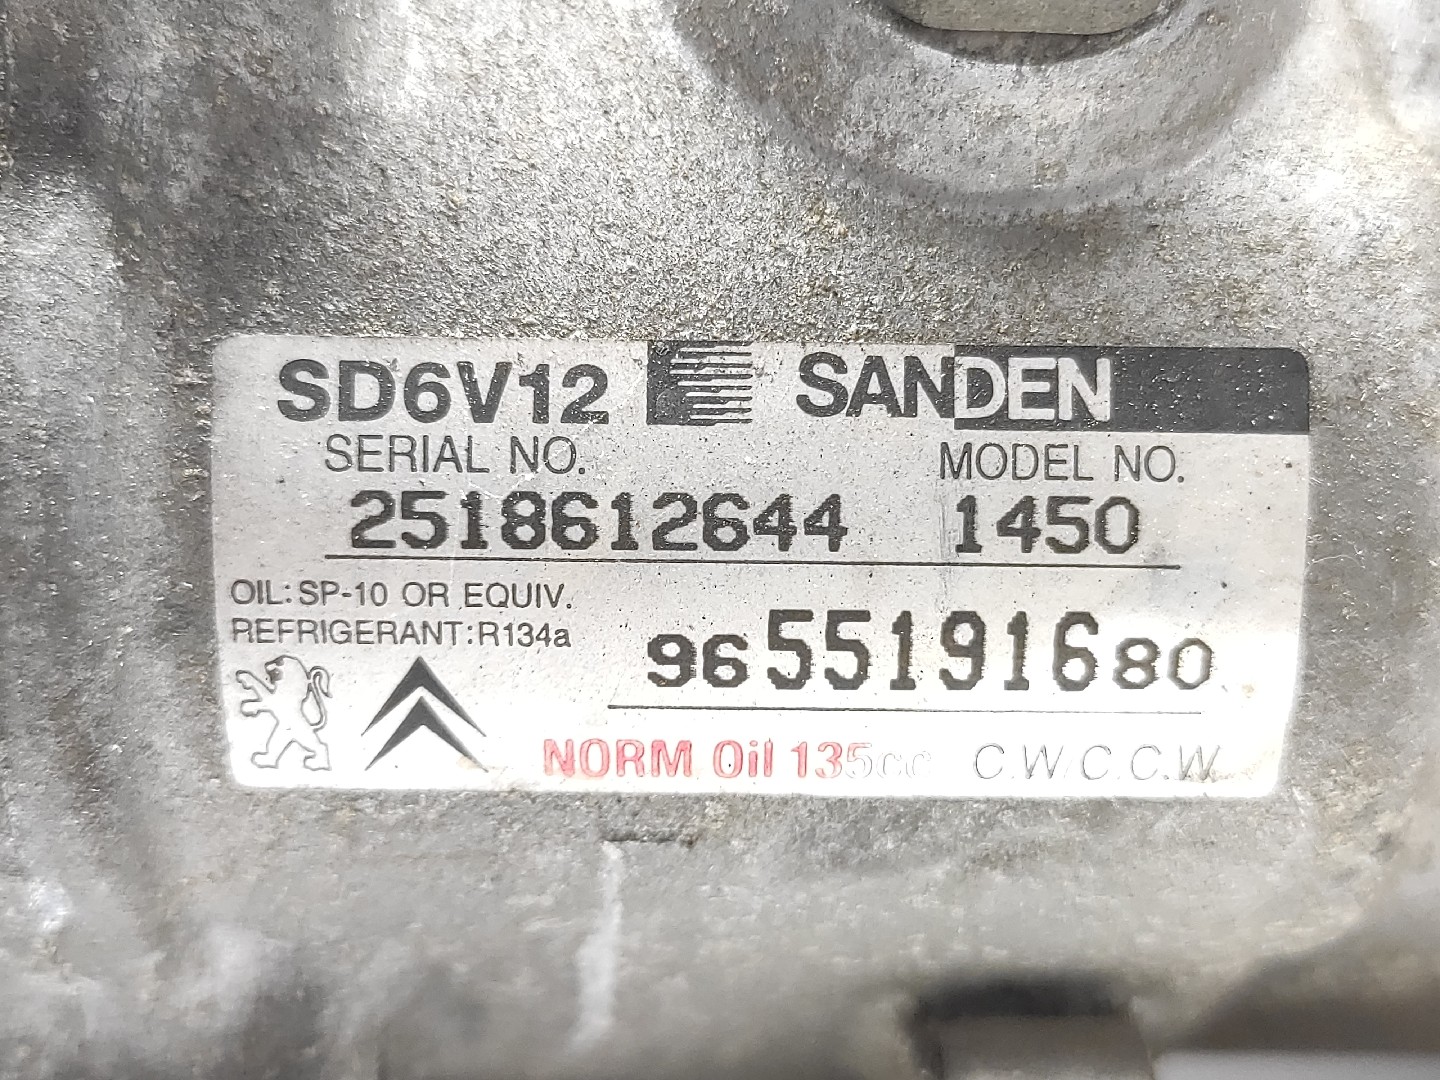 SD6V12 SANDEN
SERIAL NO. MODEL NO.
2518612644 1450
OIL: SP-10 OR EQUIV.
REFRIGERANT: R134a
9655191680
NORM Oil 135cc C.W/C.C.W.